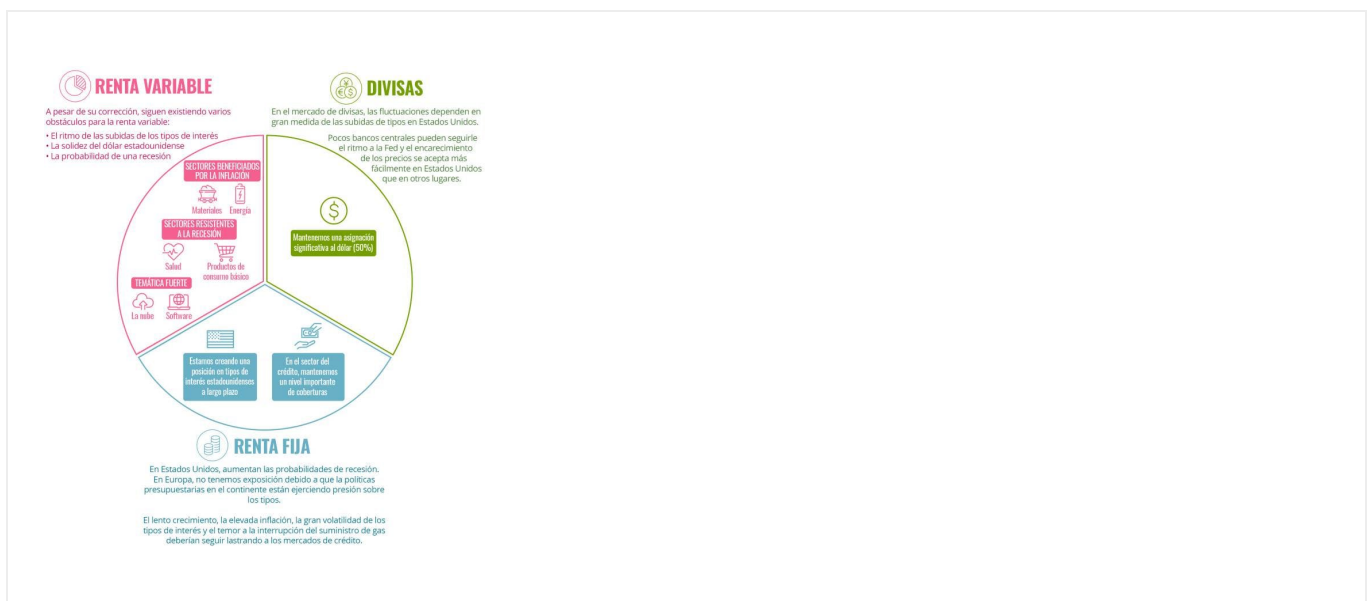 RENTA VARIABLE
A pesar de su corrección, siguen existiendo varios
obstáculos para la renta variable:
• El ritmo de las subidas de los tipos de interés
• La solidez del dólar estadounidense
• La probabilidad de una recesión
SECTORES BENEFICIADOS
POR LA INFLACIÓN
Materiales Energía
SECTORES RESISTENTES
A LA RECESIÓN
Salud Productos de
consumo básico
TEMÁTICA FUERTE
La nube Software
DIVISAS
En el mercado de divisas, las fluctuaciones dependen en
gran medida de las subidas de tipos en Estados Unidos.
Pocos bancos centrales pueden seguirle
el ritmo a la Fed y el encarecimiento
de los precios se acepta más
fácilmente en Estados Unidos
que en otros lugares.
$
Mantenemos una asignación
significativa al dólar (50%)
Estamos creando una
posición en tipos de
interés estadounidenses
a largo plazo
En el sector del
crédito, mantenemos
un nivel importante
de coberturas
RENTA FIJA
En Estados Unidos, aumentan las probabilidades de recesión.
En Europa, no tenemos exposición debido a que la políticas
presupuestarias en el continente están ejerciendo presión sobre
los tipos.
El lento crecimiento, la elevada inflación, la gran volatilidad de los
tipos de interés y el temor a la interrupción del suministro de gas
deberían seguir lastrando a los mercados de crédito.